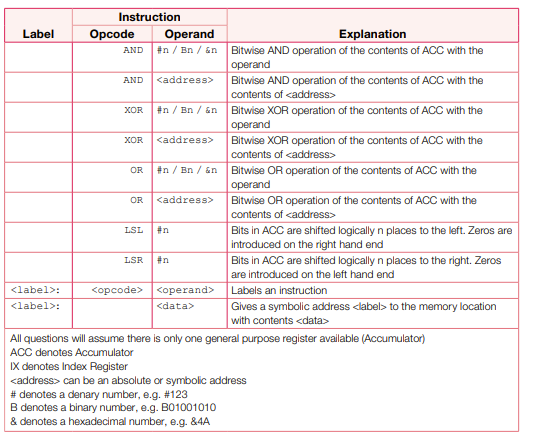 Instruction
Label Opcode Operand Explanation
AND #n / Bn / &n Bitwise AND operation of the contents of ACC with the
operand
AND <address> Bitwise AND operation of the contents of ACC with the
contents of <address>
XOR #n / Bn / &n Bitwise XOR operation of the contents of ACC with the
operand
XOR <address> Bitwise XOR operation of the contents of ACC with the
contents of <address>
OR #n / Bn / &n Bitwise OR operation of the contents of ACC with the
operand
OR <address> Bitwise OR operation of the contents of ACC with the
contents of <address>
LSL #n Bits in ACC are shifted logically n places to the left. Zeros are
introduced on the right hand end
LSR #n Bits in ACC are shifted logically n places to the right. Zeros
are introduced on the left hand end
<label>: <opcode> <operand> Labels an instruction
<label>: <data> Gives a symbolic address <label> to the memory location
with contents <data>
All questions will assume there is only one general purpose register available (Accumulator)
ACC denotes Accumulator
IX denotes Index Register
<address> can be an absolute or symbolic address
# denotes a denary number, e.g. #123
B denotes a binary number, e.g. B01001010
& denotes a hexadecimal number, e.g. &4A